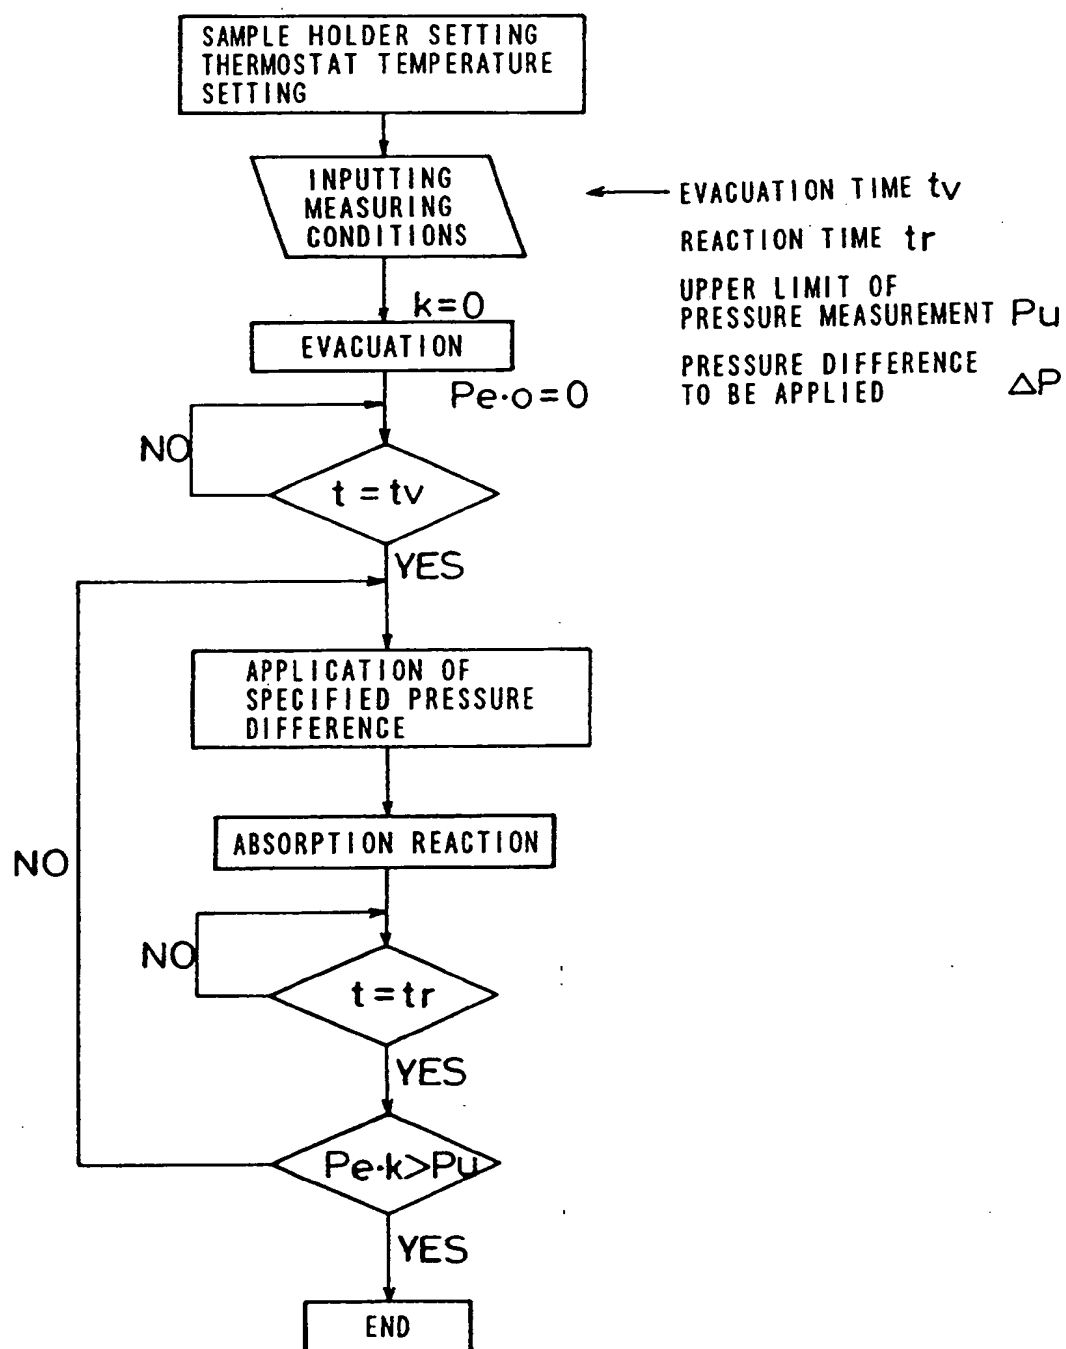 SAMPLE HOLDER SETTING
THERMOSTAT TEMPERATURE
SETTING
INPUTTING
MEASURING
CONDITIONS
EVACUATION TIME tv
REACTION TIME tr
UPPER LIMIT OF
PRESSURE MEASUREMENT Pu
PRESSURE DIFFERENCE
TO BE APPLIED ΔP
k=0
EVACUATION
Pe·o=0
NO
t=tv
YES
APPLICATION OF
SPECIFIED PRESSURE
DIFFERENCE
ABSORPTION REACTION
NO
NO
t=tr
YES
Pe·k>Pu
YES
END